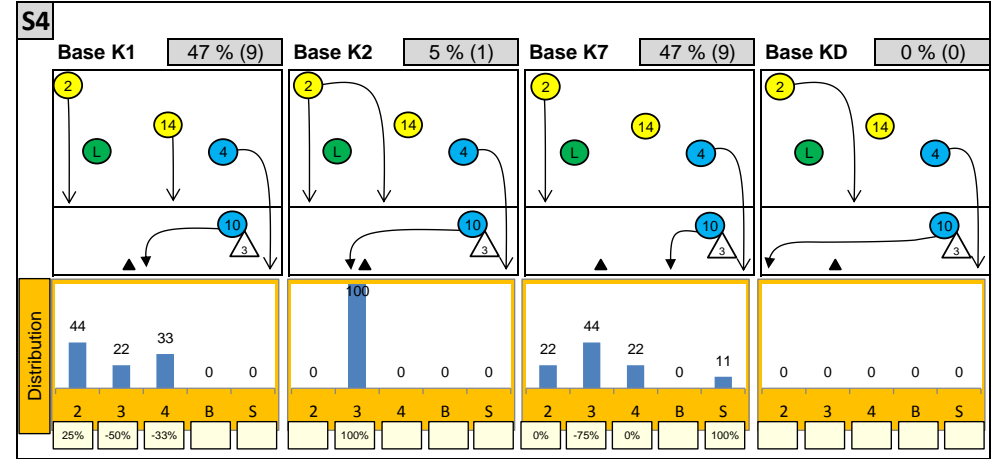 S4
Base K1 47 % (9) Base K2 5 % (1) Base K7 47 % (9) Base KD 0 % (0)
2 2 2 2
14 14 14 14
L 4 L 4 L 4 L 4
10 10 10 10
3 3 3 3
Distribution
44 22 33 0 0 0 100 0 0 0 22 44 22 0 11 0 0 0 0 0
2 3 4 B S 2 3 4 B S 2 3 4 B S 2 3 4 B S
25% -50% -33% 100% 0% -75% 0% 100%